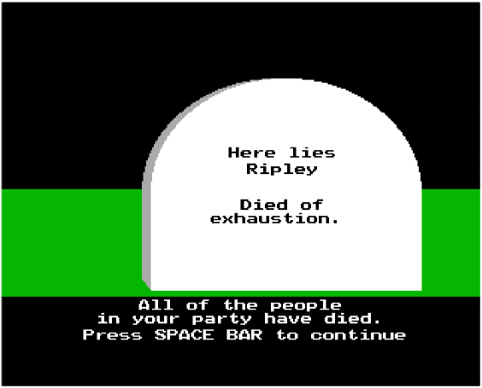 Here lies
Ripley
Died of
exhaustion.
All of the people
in your party have died.
Press SPACE BAR to continue